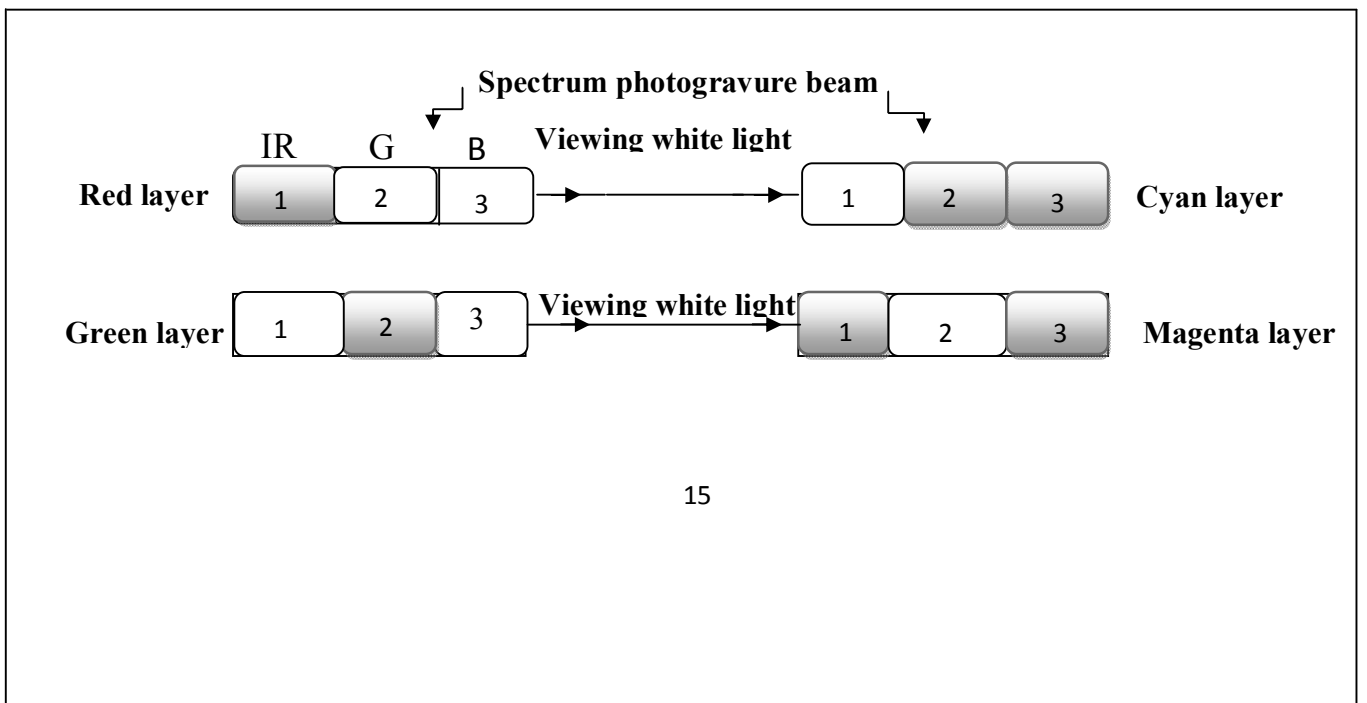 Spectrum photogravure beam
Viewing white light
IR G B
Red layer 1 2 3 1 2 3 Cyan layer
Viewing white light
Green layer 1 2 3 1 2 3 Magenta layer
15